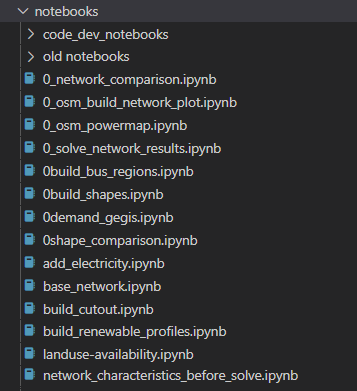 notebooks
code_dev_notebooks
old notebooks
0_network_comparison.ipynb
0_osm_build_network_plot.ipynb
0_osm_powermap.ipynb
0_solve_network_results.ipynb
0build_bus_regions.ipynb
0build_shapes.ipynb
0demand_gegis.ipynb
0shape_comparison.ipynb
add_electricity.ipynb
base_network.ipynb
build_cutout.ipynb
build_renewable_profiles.ipynb
landuse-availability.ipynb
network_characteristics_before_solve.ipynb